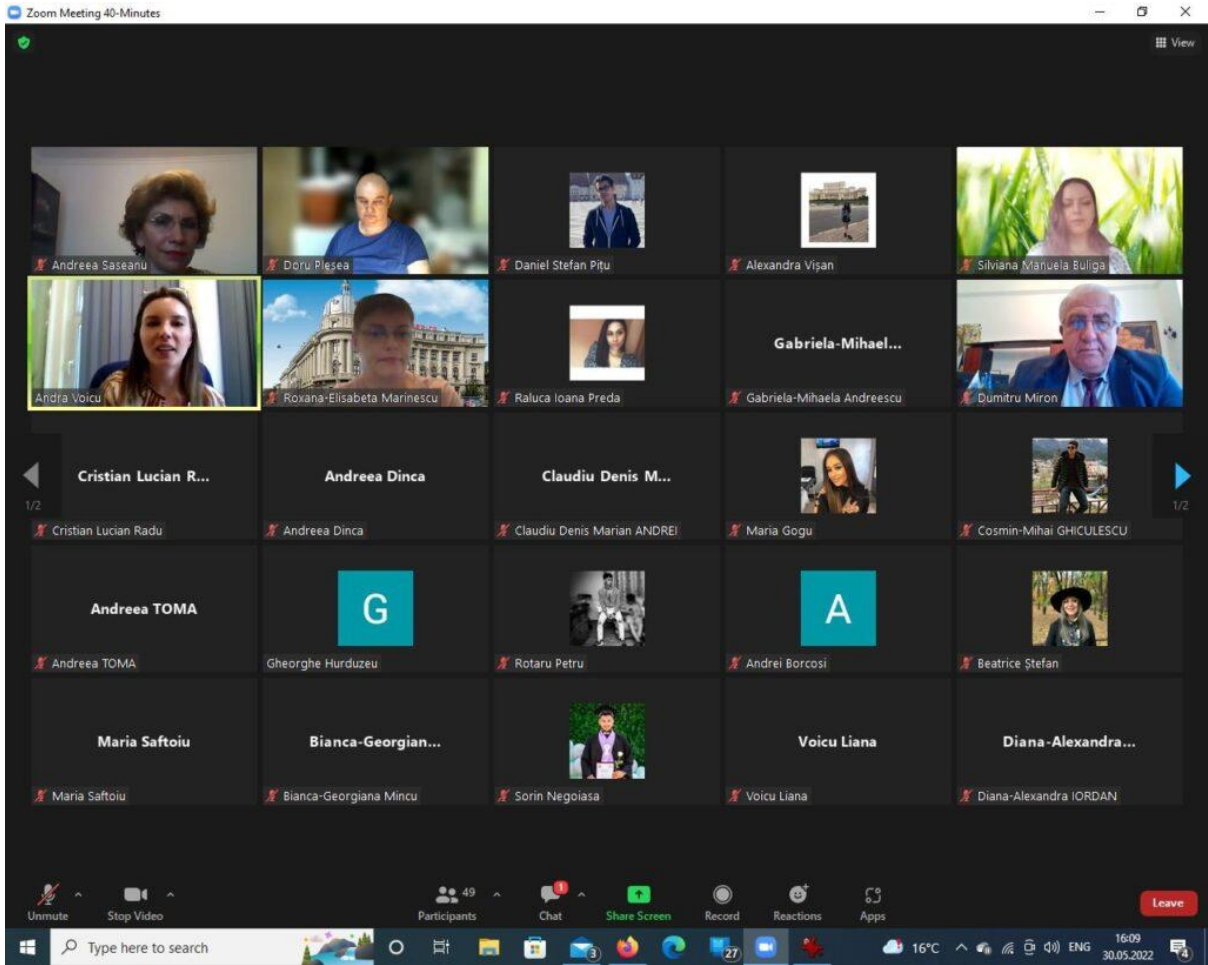 Zoom Meeting 40-Minutes
View
Andreea Saseanu
Doru Plesea
Daniel Stefan Pițu
Alexandra Vișan
Silviana Manuela Buliga
Andra Voicu
Roxana-Elisabeta Marinescu
Raluca Ioana Preda
Gabriela-Mihael...
Gabriela-Mihaela Andreescu
Dumitru Miron
1/2
Cristian Lucian R...
Cristian Lucian Radu
Andreea Dinca
Andreea Dinca
Claudiu Denis M...
Claudiu Denis Marian ANDREI
Maria Gogu
Cosmin-Mihai GHICULESCU
1/2
Andreea TOMA
Andreea TOMA
G
Gheorghe Hurduzeu
Rotaru Petru
A
Andrei Borcosi
Beatrice Ștefan
Maria Saftoiu
Maria Saftoiu
Bianca-Georgian...
Bianca-Georgiana Mincu
Sorin Negoiasa
Voicu Liana
Voicu Liana
Diana-Alexandra...
Diana-Alexandra IORDAN
Unmute
Stop Video
49
Participants
1
Chat
Share Screen
Record
Reactions
Apps
Leave
Type here to search
3
27
16°C
ENG
16:09
30.05.2022
4